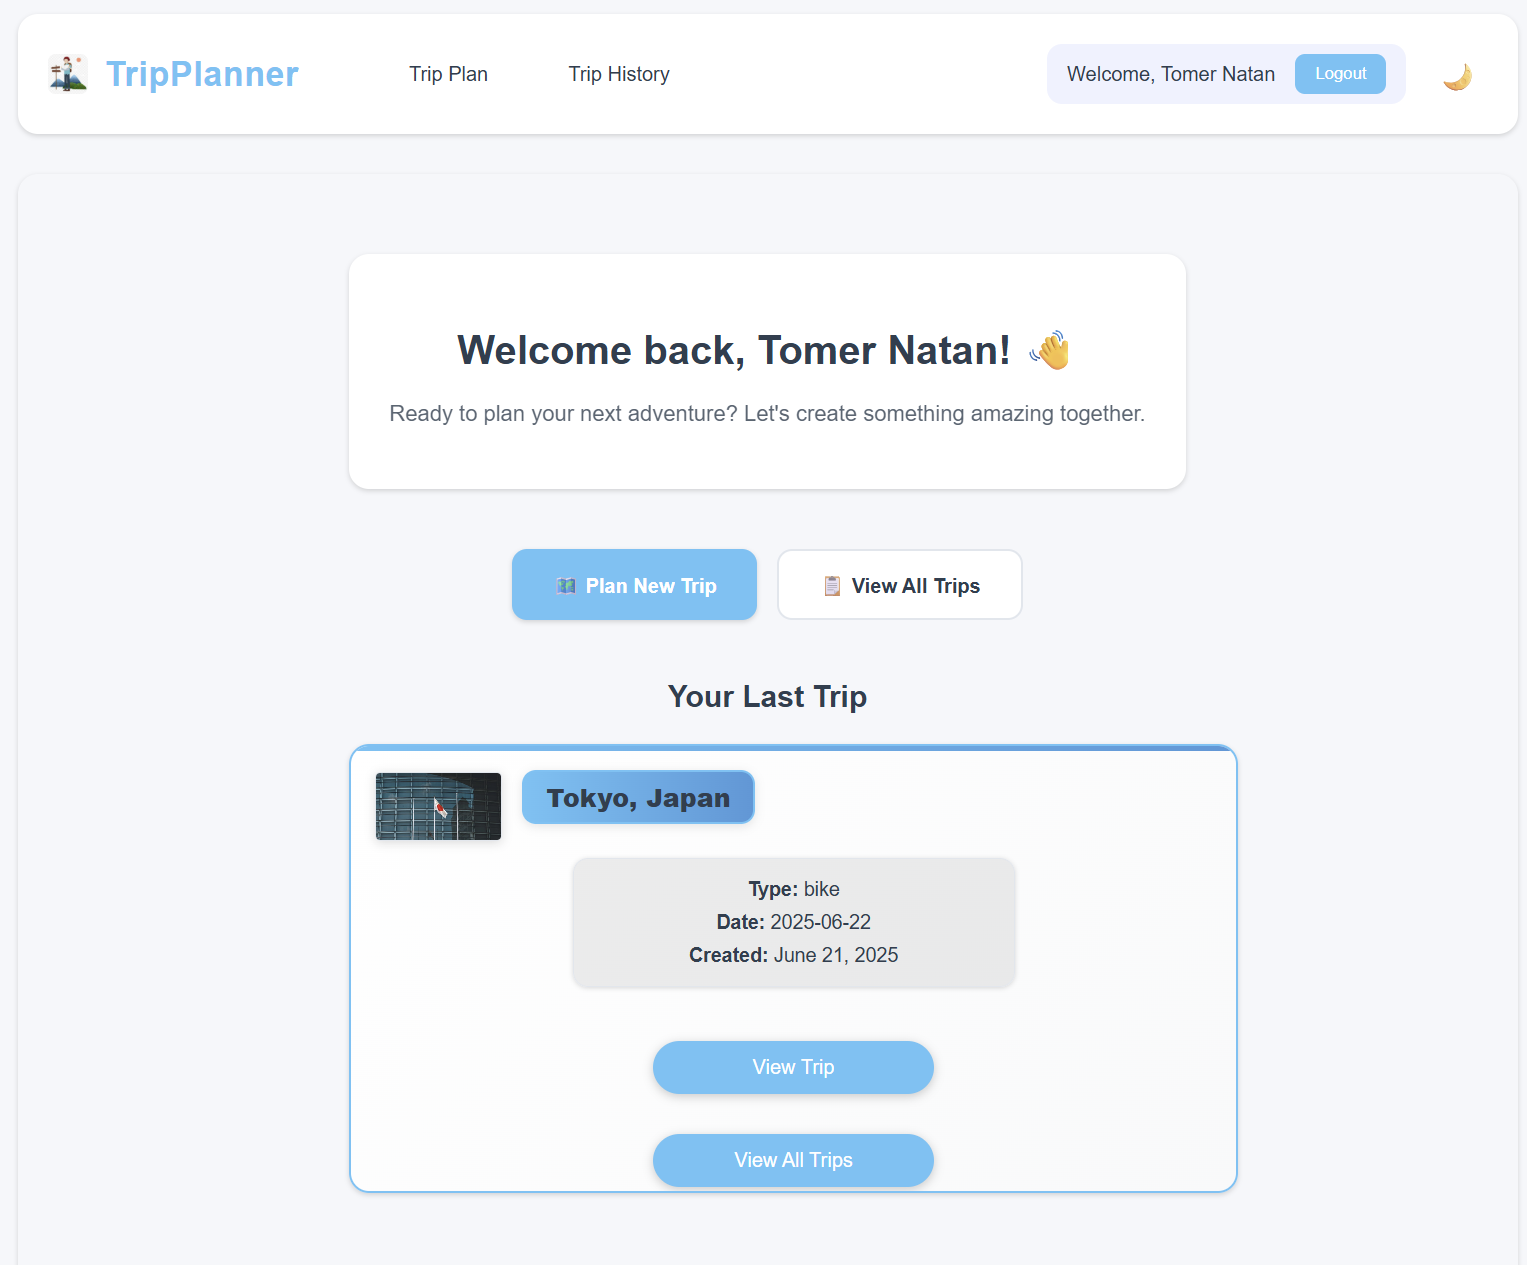 TripPlanner
Trip Plan
Trip History
Welcome, Tomer Natan
Logout
Welcome back, Tomer Natan! 👋
Ready to plan your next adventure? Let's create something amazing together.
Plan New Trip
View All Trips
Your Last Trip
Tokyo, Japan
Type: bike
Date: 2025-06-22
Created: June 21, 2025
View Trip
View All Trips